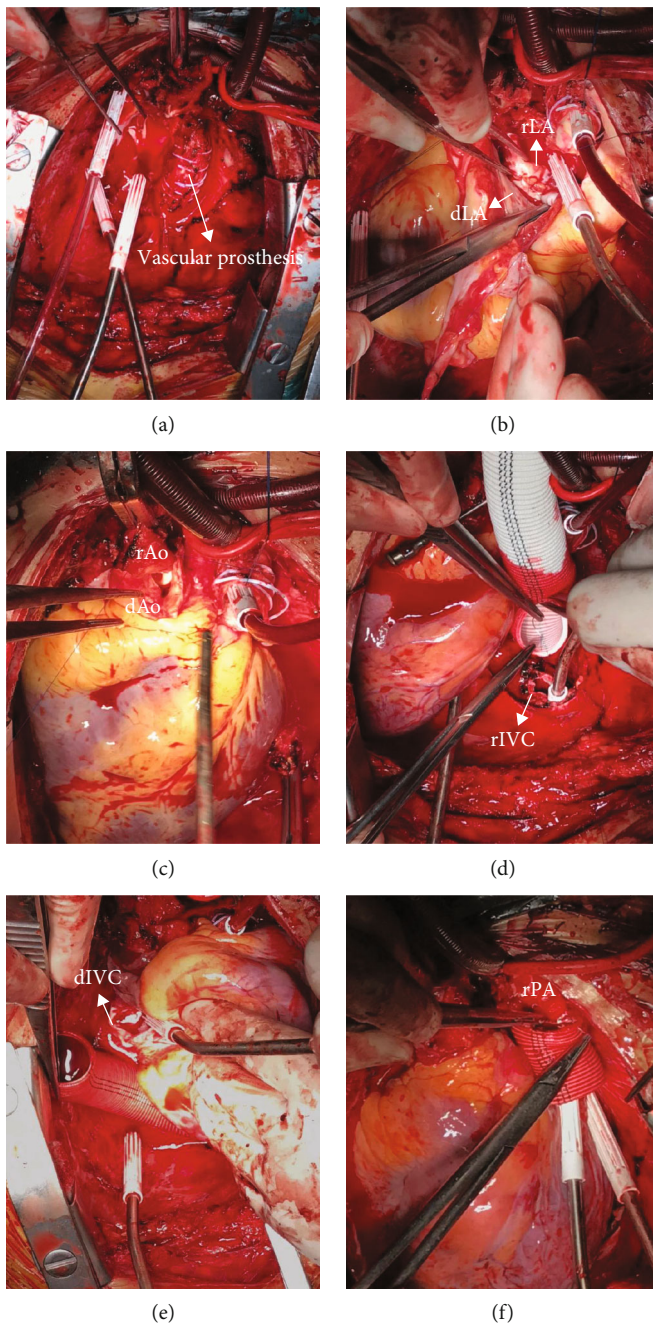 Vascular prosthesis
(a)
rLA
dLA
(b)
rAo
dAo
(c)
rIVC
(d)
dIVC
(e)
rPA
(f)